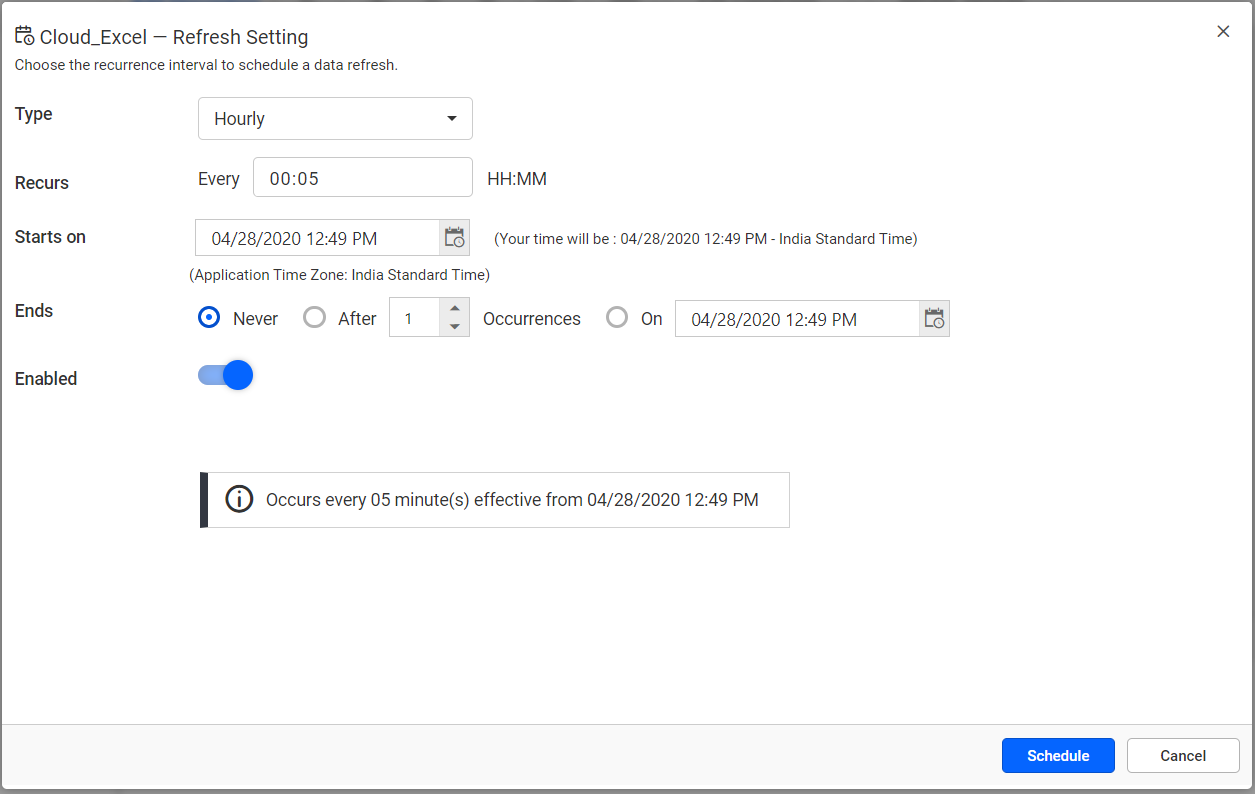 Cloud_Excel — Refresh Setting
Choose the recurrence interval to schedule a data refresh.
Type Hourly
Recurs Every 00:05 HH:MM
Starts on 04/28/2020 12:49 PM (Your time will be : 04/28/2020 12:49 PM - India Standard Time)
(Application Time Zone: India Standard Time)
Ends Never After 1 Occurrences On 04/28/2020 12:49 PM
Enabled
Occurs every 05 minute(s) effective from 04/28/2020 12:49 PM
Schedule Cancel